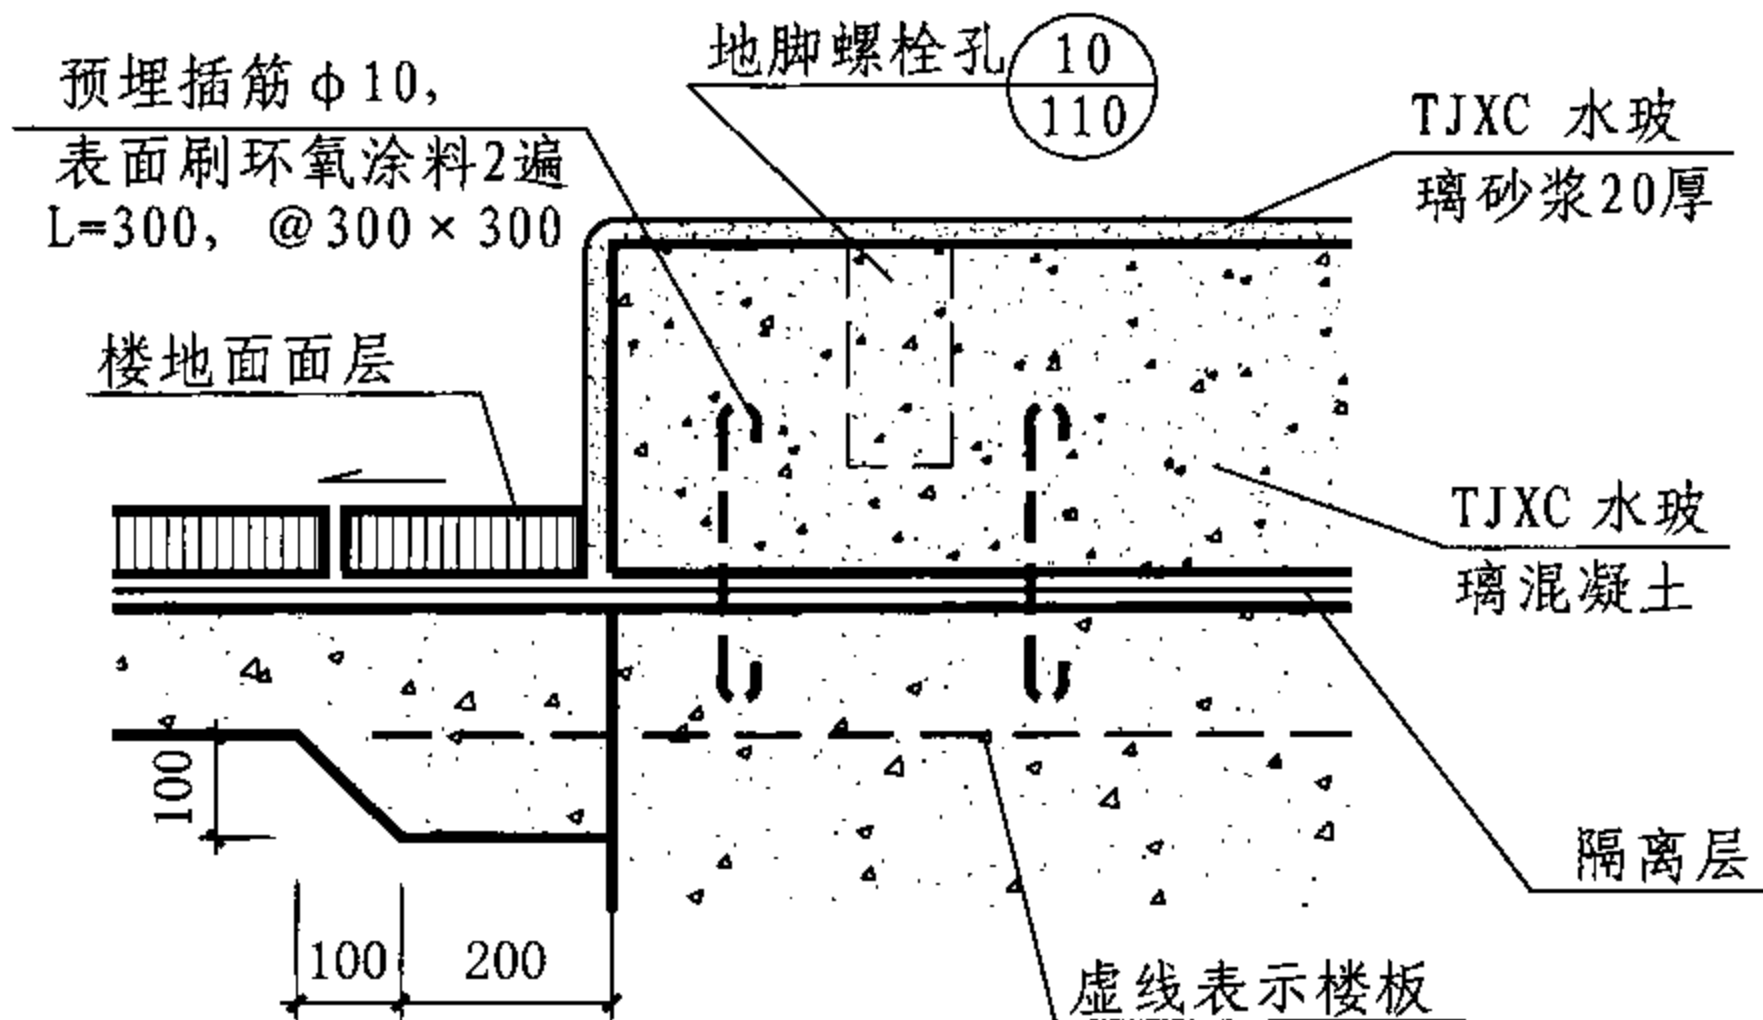 地脚螺栓孔
10
110
预埋插筋ф10,
表面刷环氧涂料2遍
L=300, @300×300
TJXC 水玻
璃砂浆20厚
楼地面面层
TJXC 水玻
璃混凝土
100
隔离层
100
200
虚线表示楼板